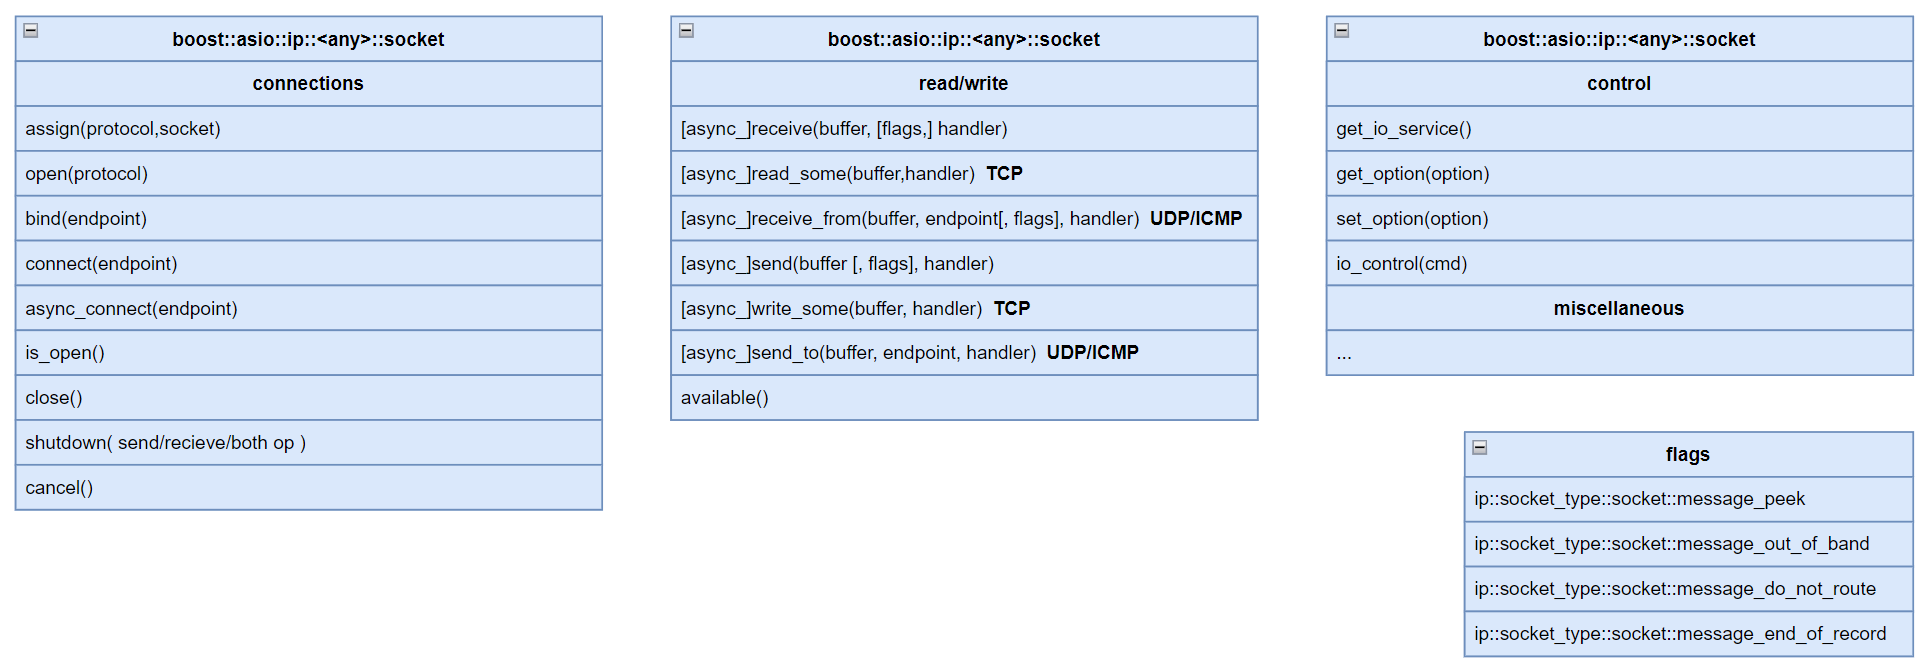 boost::asio::ip::<any>::socket
connections
assign(protocol,socket)
open(protocol)
bind(endpoint)
connect(endpoint)
async_connect(endpoint)
is_open()
close()
shutdown( send/recieve/both op )
cancel()
boost::asio::ip::<any>::socket
read/write
[async_]receive(buffer, [flags,] handler)
[async_]read_some(buffer,handler) TCP
[async_]receive_from(buffer, endpoint[, flags], handler) UDP/ICMP
[async_]send(buffer [, flags], handler)
[async_]write_some(buffer, handler) TCP
[async_]send_to(buffer, endpoint, handler) UDP/ICMP
available()
boost::asio::ip::<any>::socket
control
get_io_service()
get_option(option)
set_option(option)
io_control(cmd)
miscellaneous
...
flags
ip::socket_type::socket::message_peek
ip::socket_type::socket::message_out_of_band
ip::socket_type::socket::message_do_not_route
ip::socket_type::socket::message_end_of_record